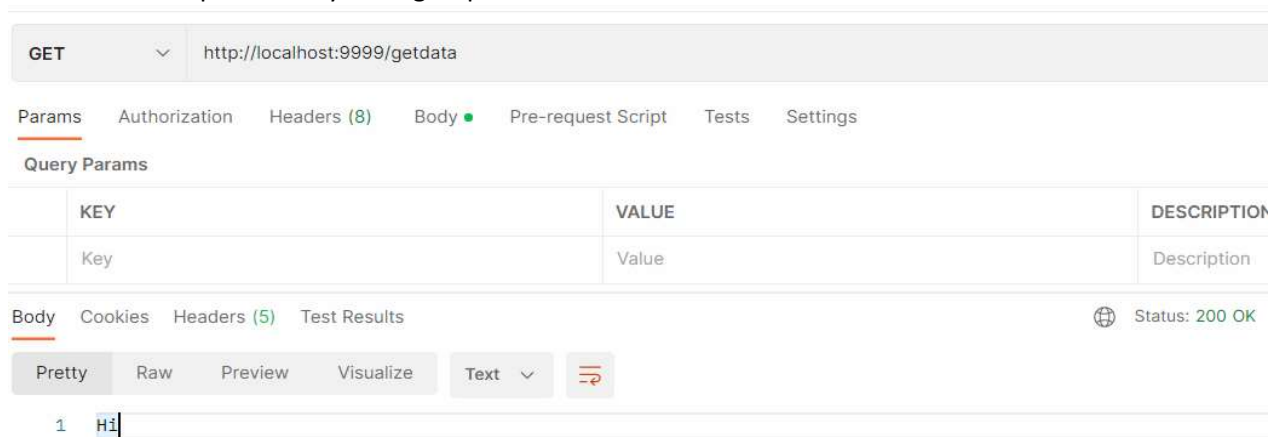 GET http://localhost:9999/getdata
Params Authorization Headers (8) Body Pre-request Script Tests Settings
Query Params
KEY VALUE DESCRIPTION
Key Value Description
Body Cookies Headers (5) Test Results Status: 200 OK
Pretty Raw Preview Visualize Text
1 Hi